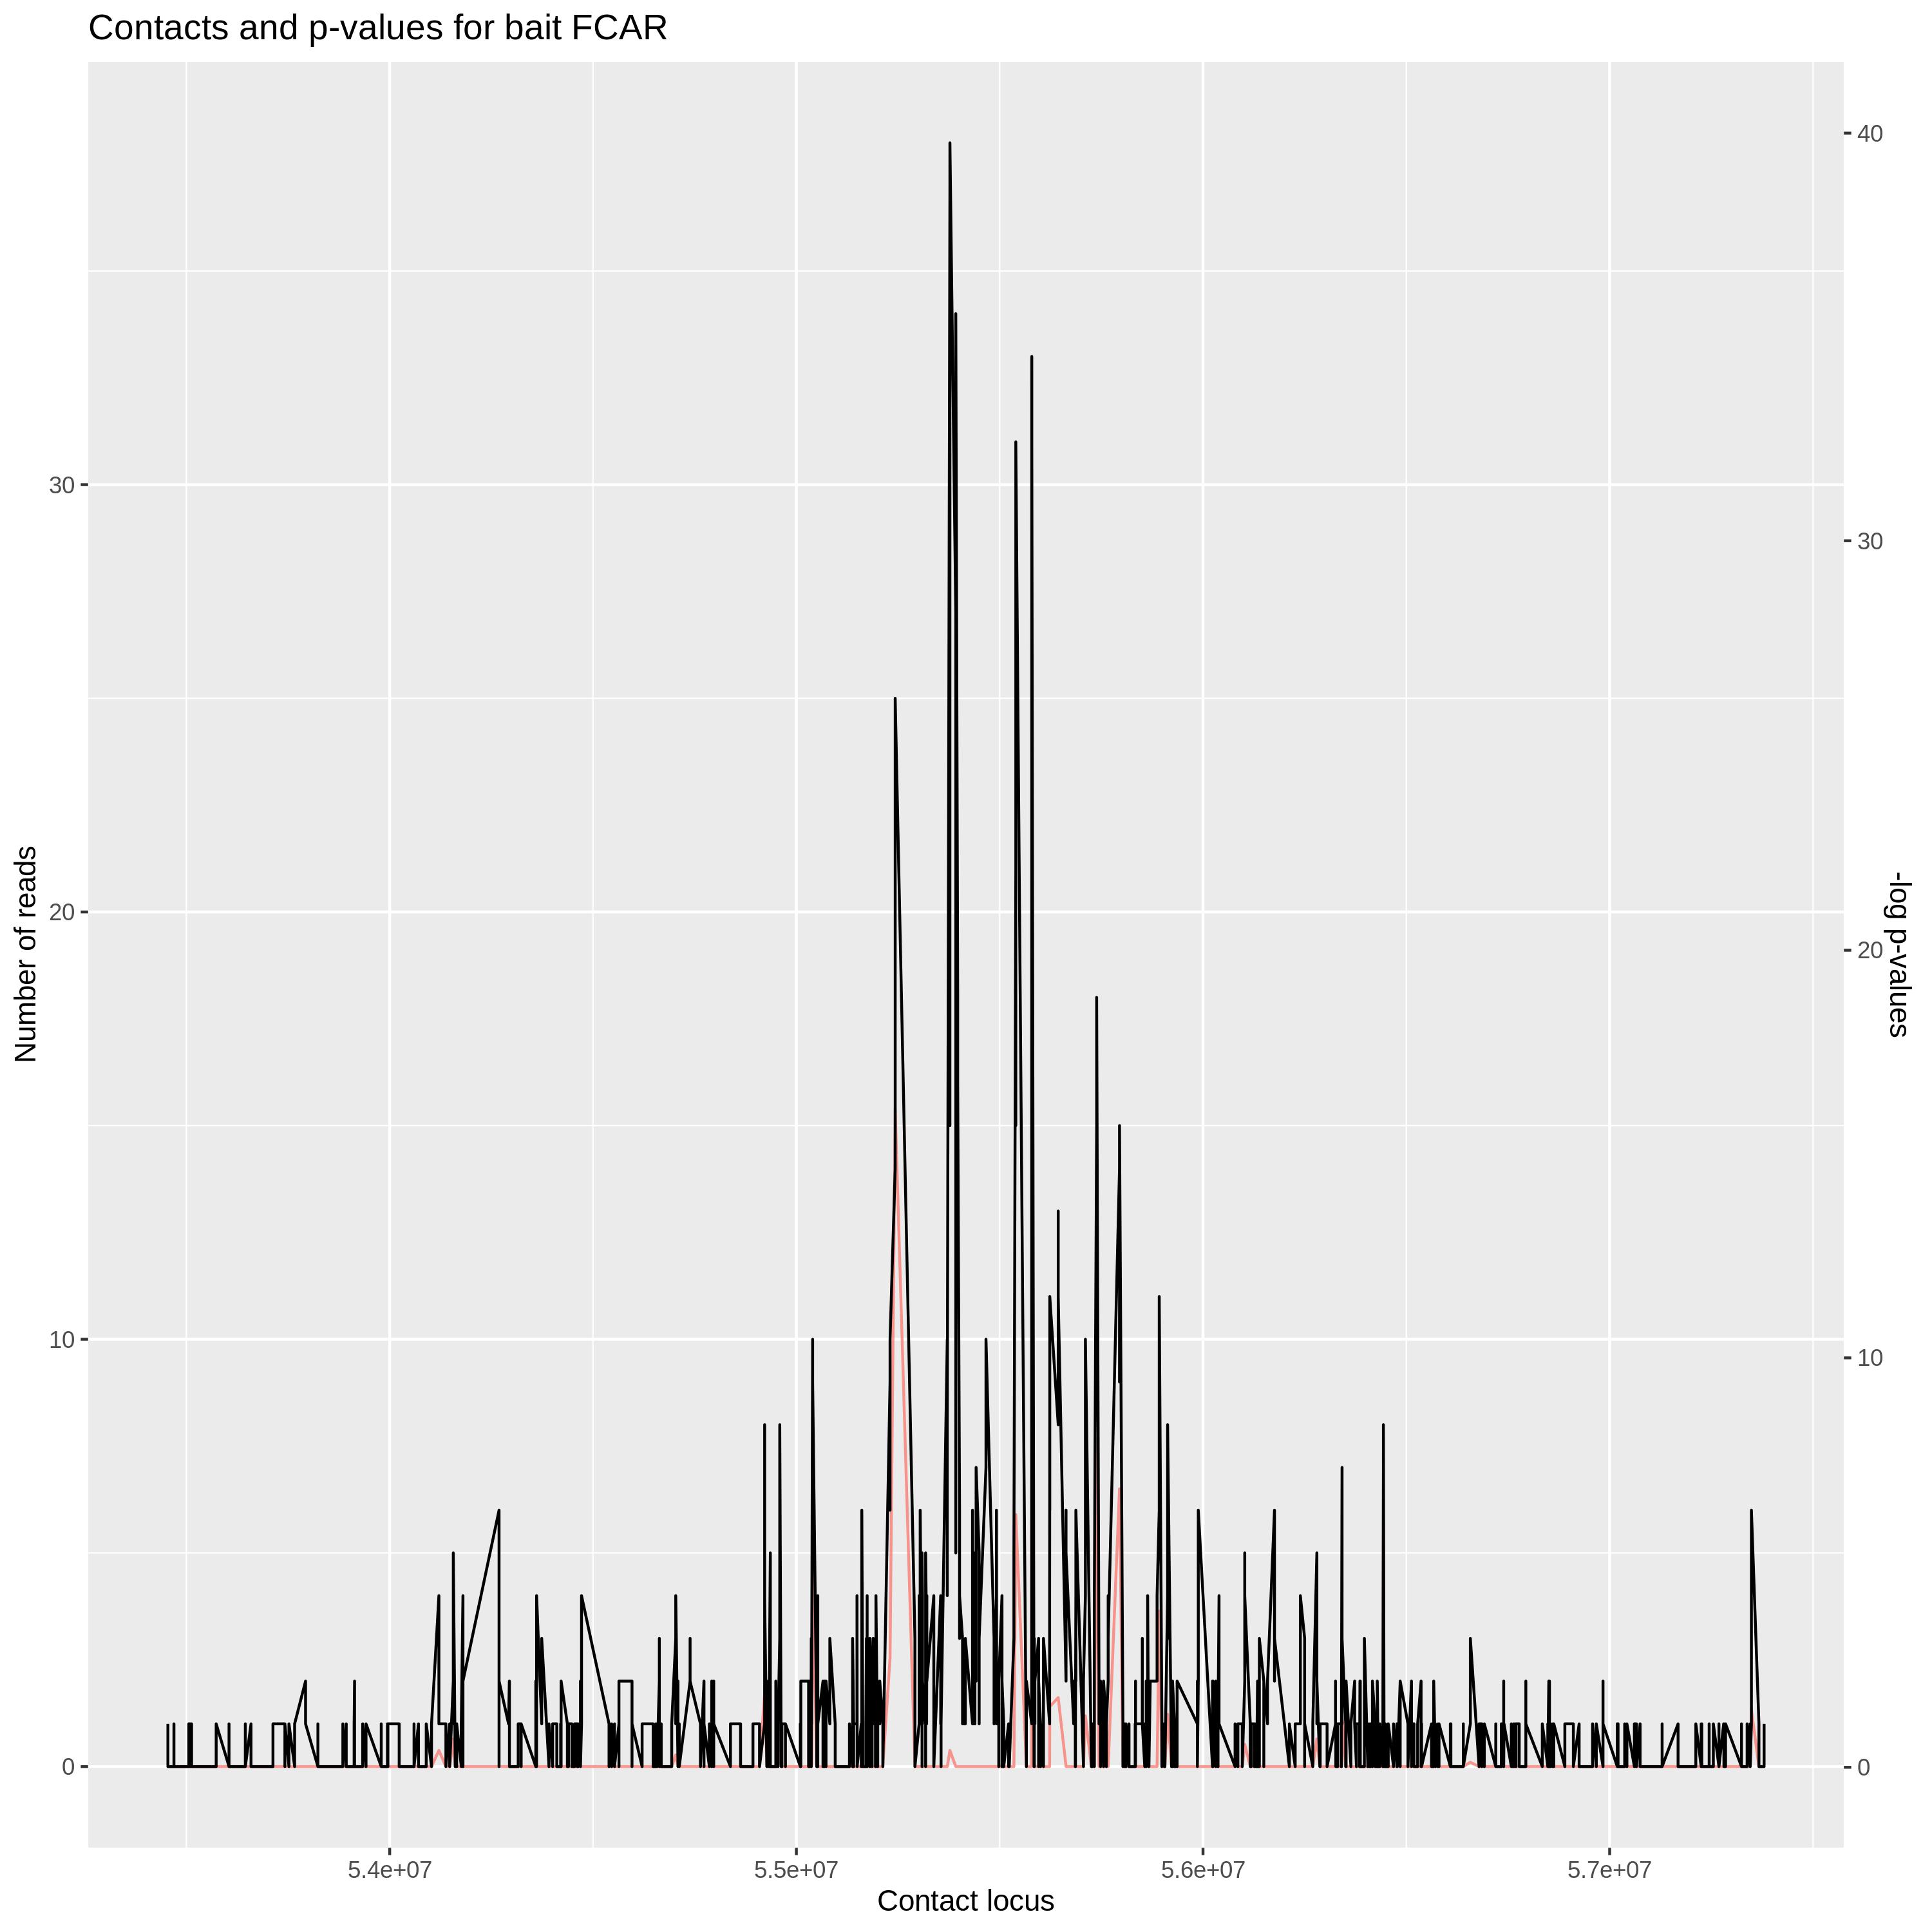 Contacts and p-values for bait FCAR
40
30
30
20
20
10
10
0
0
Number of reads
-log p-values
5.4e+07
5.5e+07
5.6e+07
5.7e+07
Contact locus